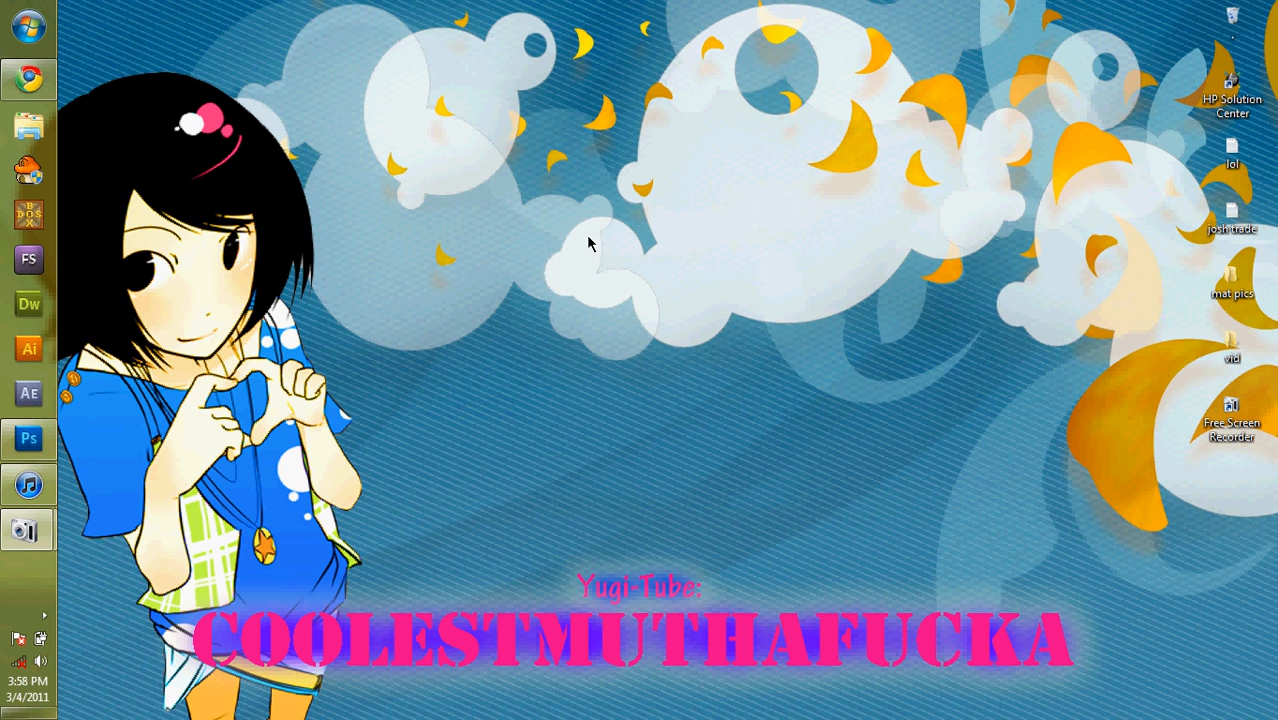 HP Solution
Center
lol
josh trade
mat pics
vid
Free Screen
Recorder
B
DOS
X
FS
Dw
Ai
AE
Ps
Yugi-Tube:
COOLESTMUTHAFUCKA
3:58 PM
3/4/2011